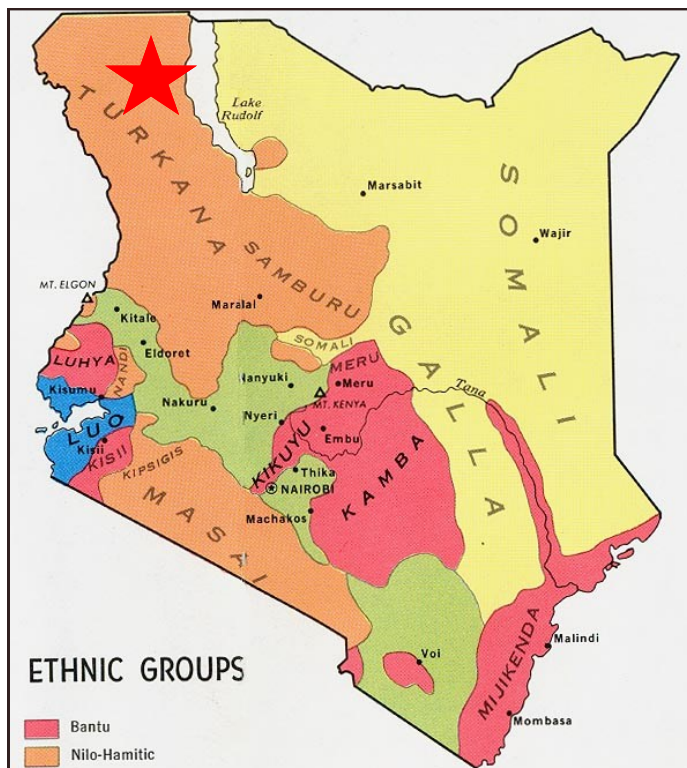 Lake
Rudolf
TURKANA
Marsabit
SOMALI
Wajir
SAMBURU
MT. ELGON
Maralal
Kitale
GALLA
Eldoret
SOMALI
LUHYA
NANDI
MERU
Nanyuki
Meru
Tana
Kisumu
MT. KENYA
Nakuru
Nyeri
LUO
Embu
Kisii
KISII
KIKUYU
KAMBA
KIPSIGIS
Thika
NAIROBI
MASAI
Machakos
Voi
Malindi
MIJIKENDA
Mombasa
ETHNIC GROUPS
Bantu
Nilo-Hamitic